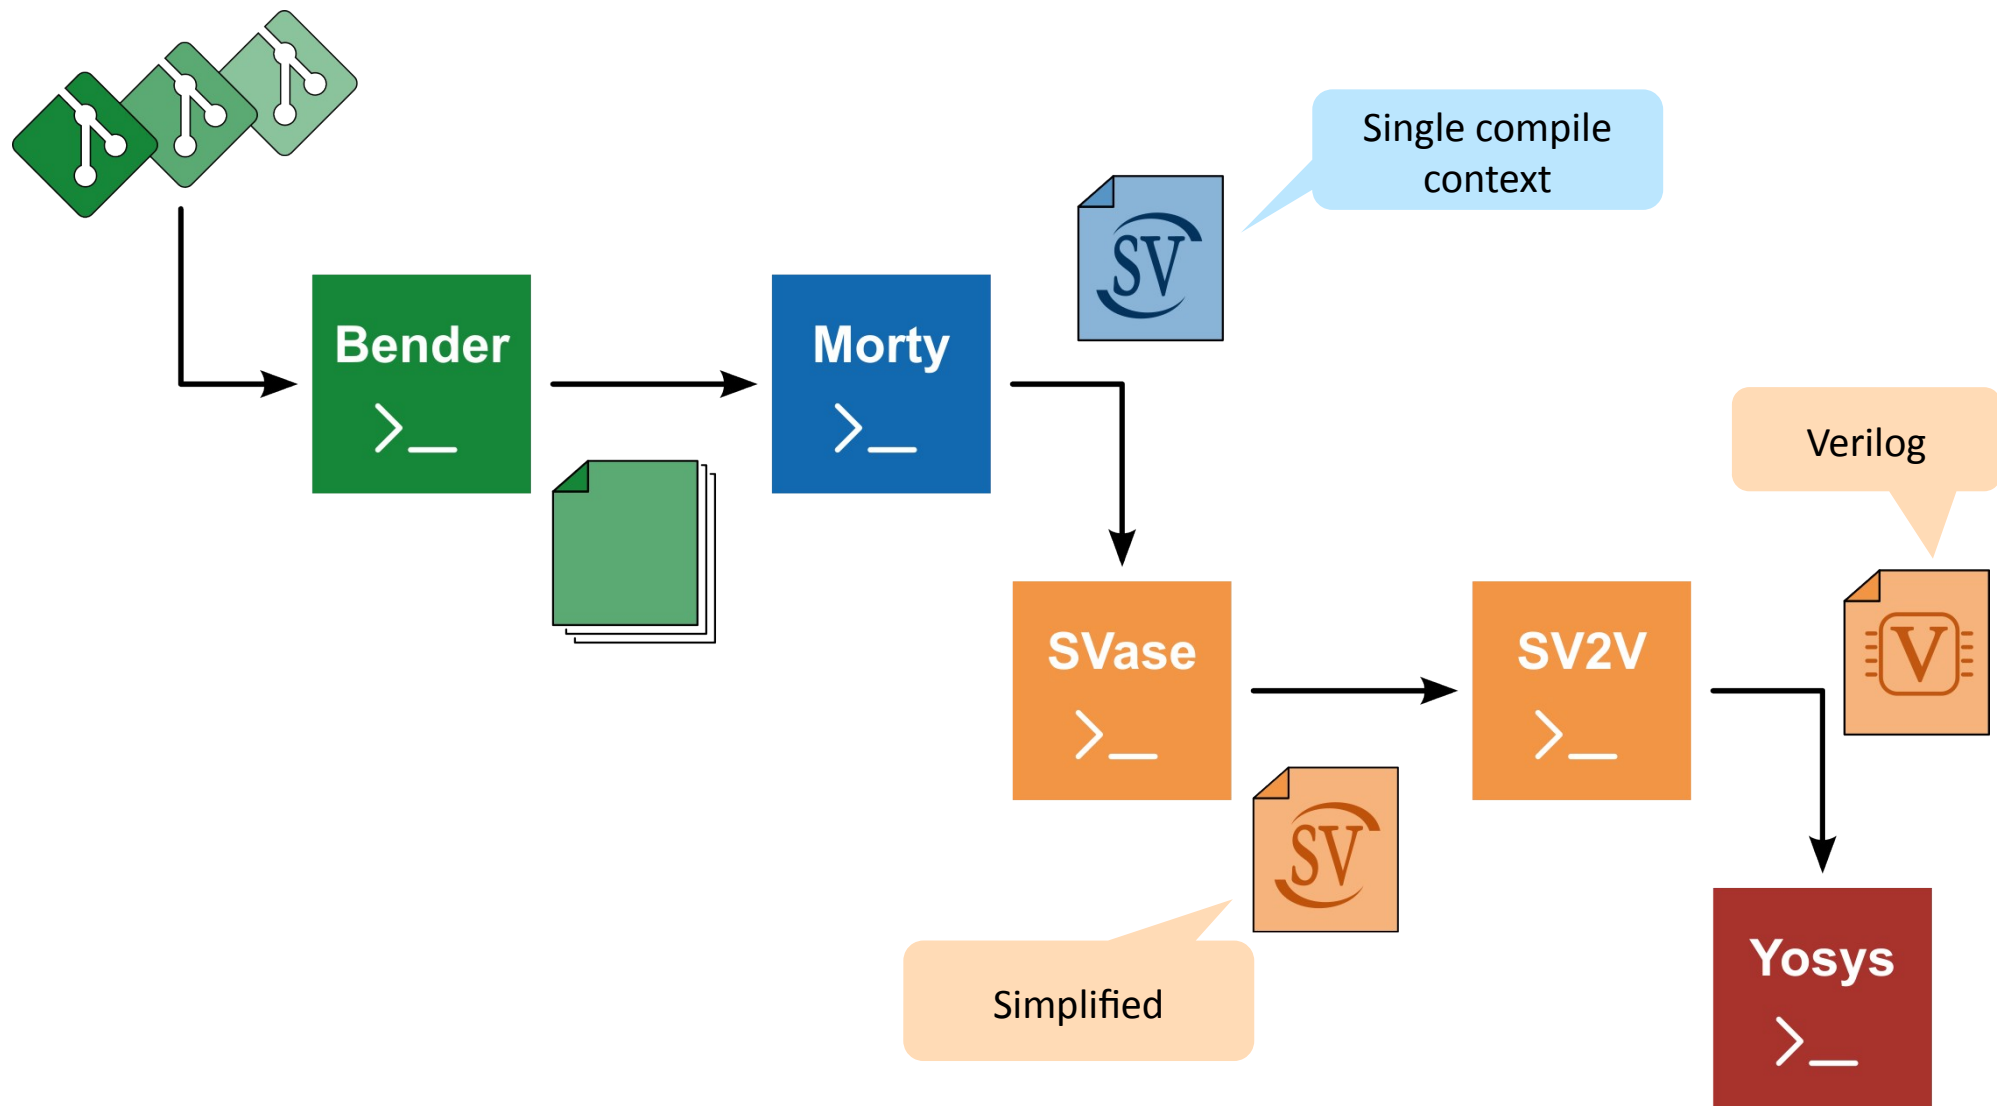 Single compile
context
SV
Bender
Morty
>_
>_
Verilog
SVase
SV2V
V
>_
>_
SV
Simplified
Yosys
>_